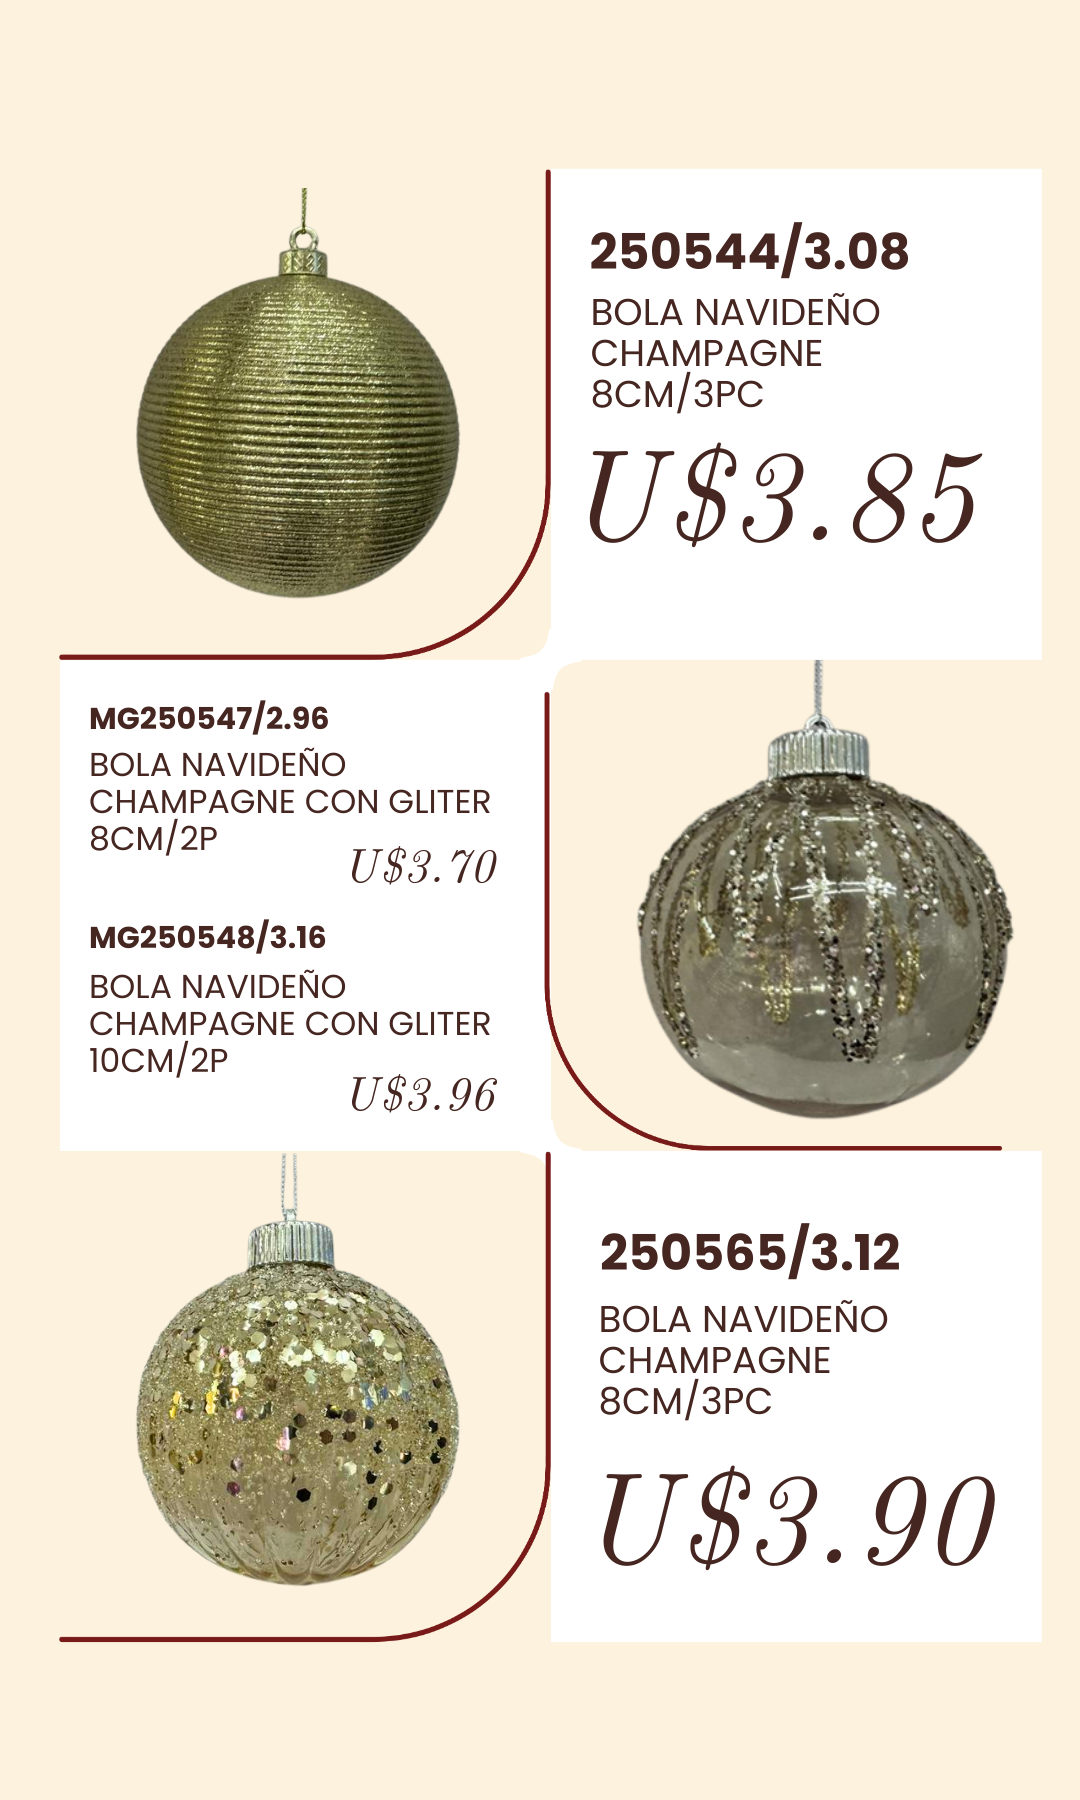 250544/3.08
BOLA NAVIDEÑO
CHAMPAGNE
8CM/3PC
U$3.85
MG250547/2.96
BOLA NAVIDEÑO
CHAMPAGNE CON GLITER
8CM/2P
U$3.70
MG250548/3.16
BOLA NAVIDEÑO
CHAMPAGNE CON GLITER
10CM/2P
U$3.96
250565/3.12
BOLA NAVIDEÑO
CHAMPAGNE
8CM/3PC
U$3.90